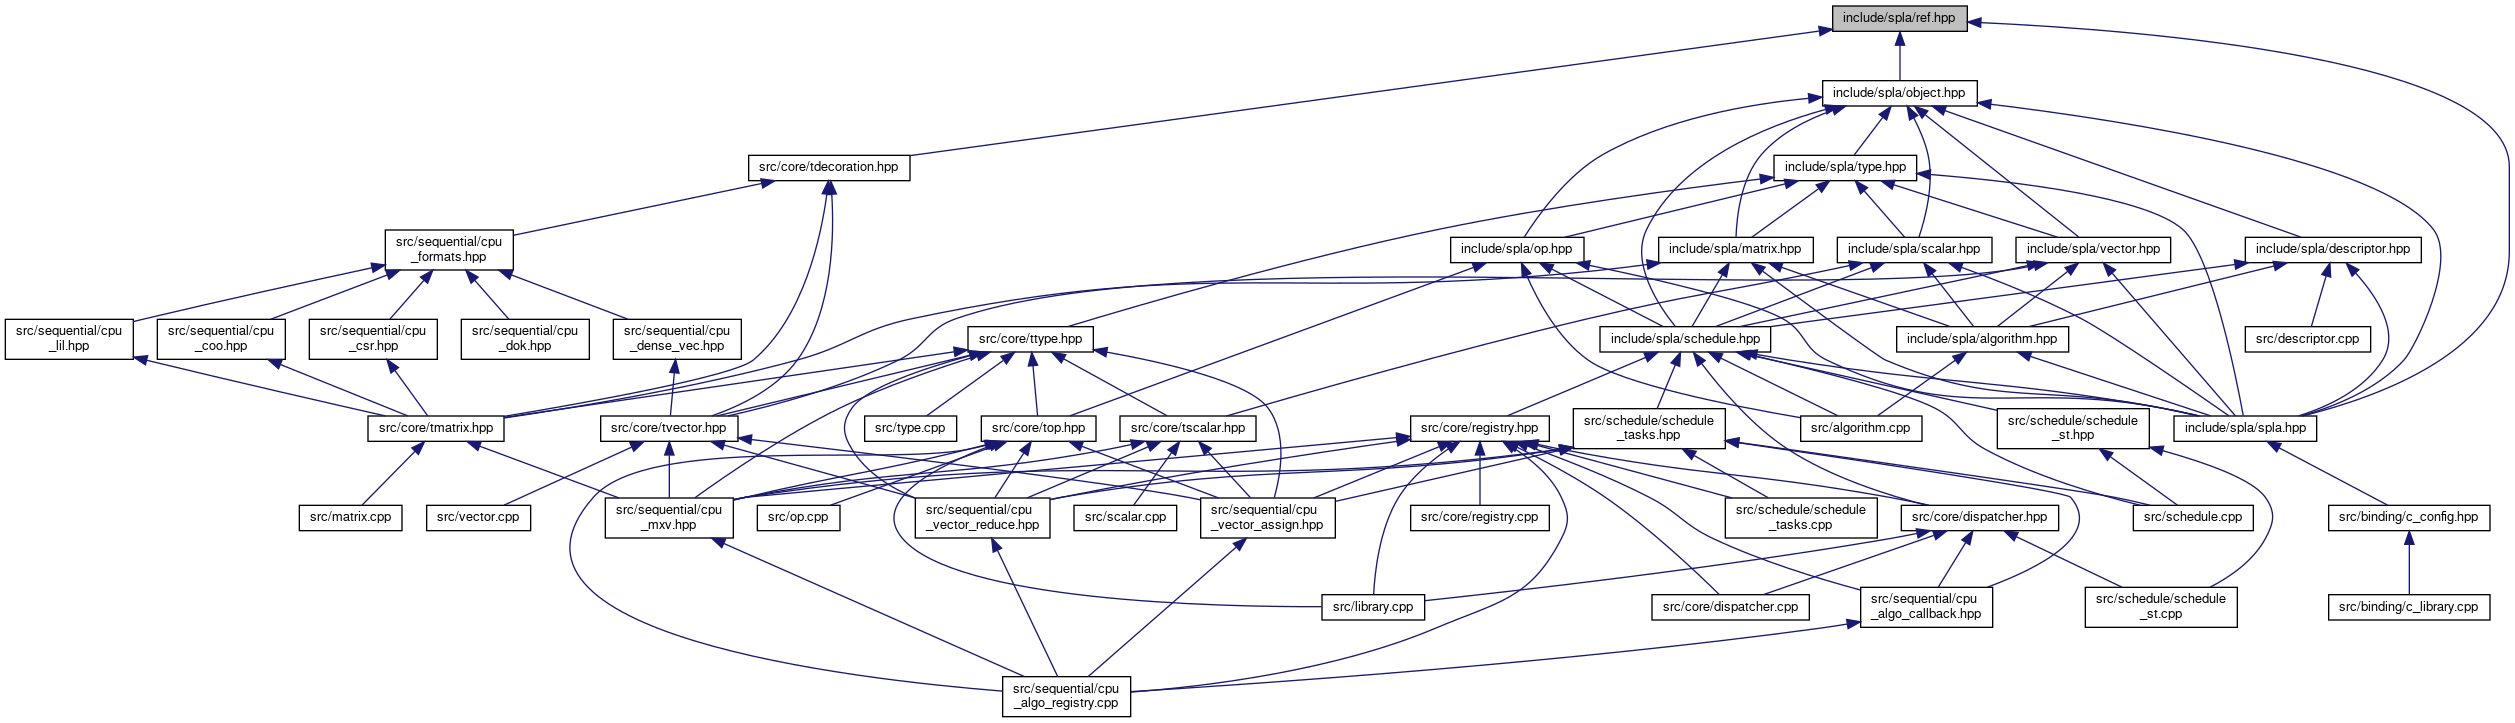 include/spla/ref.hpp
include/spla/object.hpp
src/core/tdecoration.hpp
include/spla/type.hpp
src/sequential/cpu
_formats.hpp
include/spla/op.hpp
include/spla/matrix.hpp
include/spla/scalar.hpp
include/spla/vector.hpp
include/spla/descriptor.hpp
src/sequential/cpu
_lil.hpp
src/sequential/cpu
_coo.hpp
src/sequential/cpu
_csr.hpp
src/sequential/cpu
_dok.hpp
src/sequential/cpu
_dense_vec.hpp
src/core/ttype.hpp
include/spla/schedule.hpp
include/spla/algorithm.hpp
src/descriptor.cpp
src/core/tmatrix.hpp
src/core/tvector.hpp
src/type.cpp
src/core/top.hpp
src/core/tscalar.hpp
src/core/registry.hpp
src/schedule/schedule
_tasks.hpp
src/algorithm.cpp
src/schedule/schedule
_st.hpp
include/spla/spla.hpp
src/matrix.cpp
src/vector.cpp
src/sequential/cpu
_mxv.hpp
src/op.cpp
src/sequential/cpu
_vector_reduce.hpp
src/scalar.cpp
src/sequential/cpu
_vector_assign.hpp
src/core/registry.cpp
src/schedule/schedule
_tasks.cpp
src/core/dispatcher.hpp
src/schedule.cpp
src/binding/c_config.hpp
src/library.cpp
src/core/dispatcher.cpp
src/sequential/cpu
_algo_callback.hpp
src/schedule/schedule
_st.cpp
src/binding/c_library.cpp
src/sequential/cpu
_algo_registry.cpp